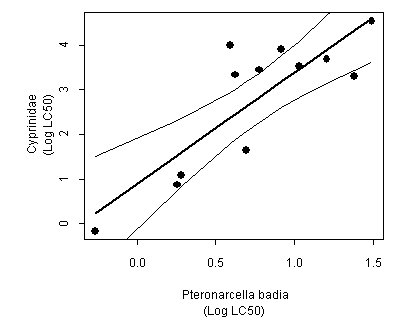 Cyprinidae
(Log LC50)
4
3
2
1
0
0.0 0.5 1.0 1.5
Pteronarcella badia
(Log LC50)